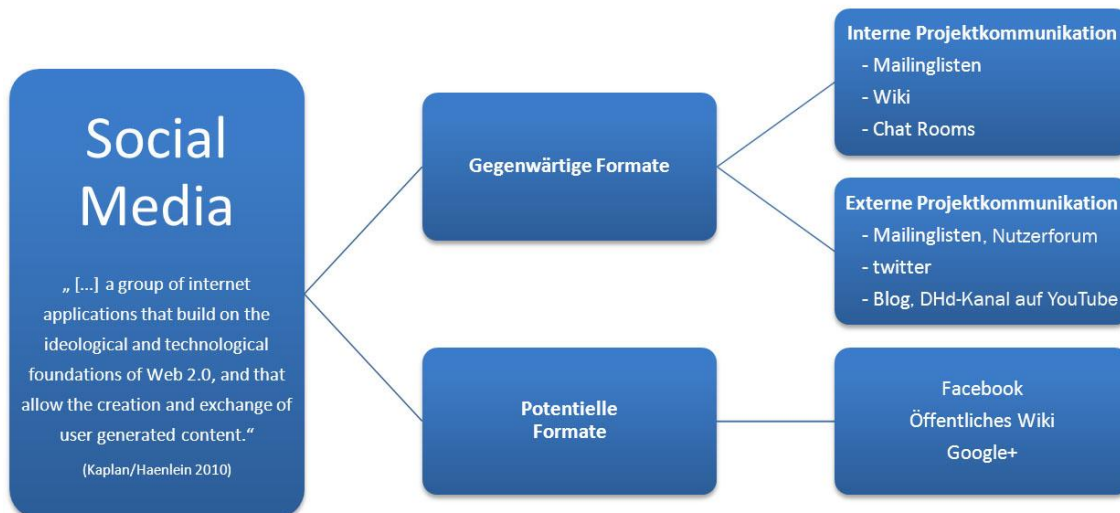 Social
Media
„ [...] a group of internet
applications that build on the
ideological and technological
foundations of Web 2.0, and that
allow the creation and exchange of
user generated content.“
(Kaplan/Haenlein 2010)
Gegenwärtige Formate
Interne Projektkommunikation
- Mailinglisten
- Wiki
- Chat Rooms
Externe Projektkommunikation
- Mailinglisten, Nutzerforum
- twitter
- Blog, DHd-Kanal auf YouTube
Potentielle
Formate
Facebook
Öffentliches Wiki
Google+